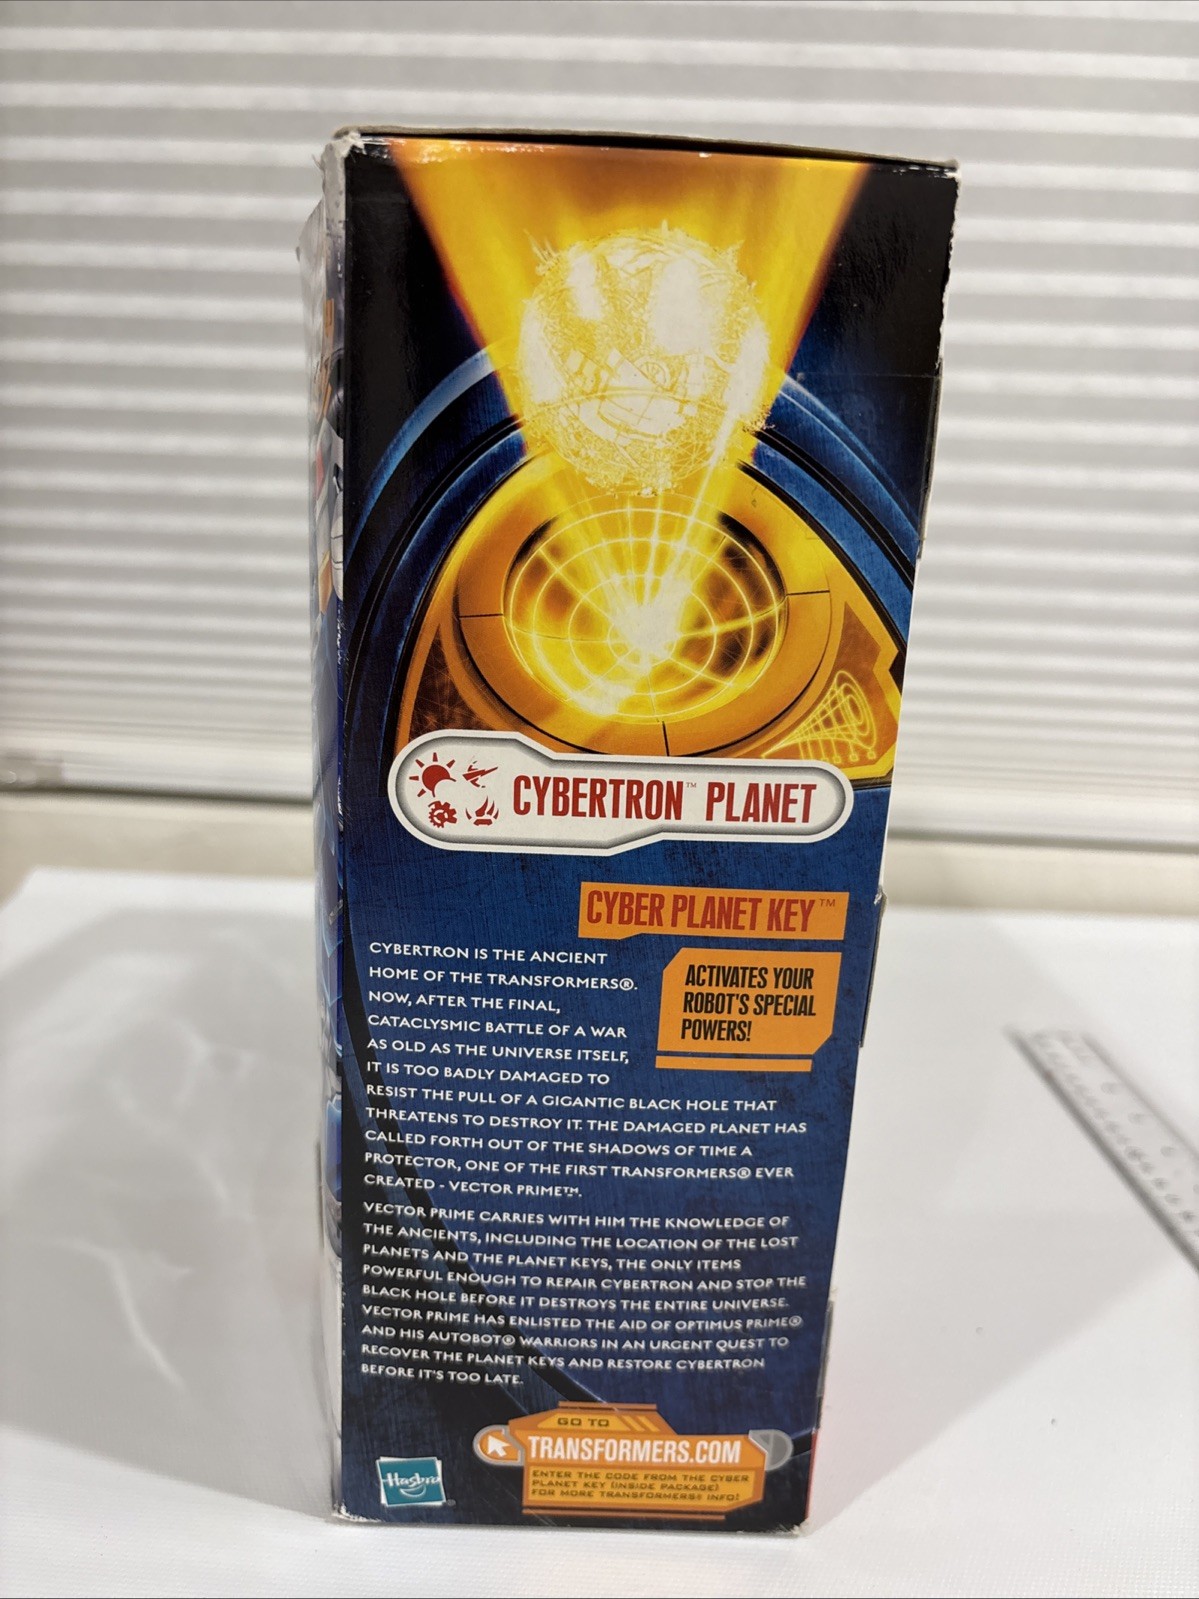 CYBERTRON™ PLANET
CYBER PLANET KEY™
ACTIVATES YOUR
ROBOT'S SPECIAL
POWERS!
CYBERTRON IS THE ANCIENT
HOME OF THE TRANSFORMERS®.
NOW, AFTER THE FINAL,
CATACLYSMIC BATTLE OF A WAR
AS OLD AS THE UNIVERSE ITSELF,
IT IS TOO BADLY DAMAGED TO
RESIST THE PULL OF A GIGANTIC BLACK HOLE THAT
THREATENS TO DESTROY IT. THE DAMAGED PLANET HAS
CALLED FORTH OUT OF THE SHADOWS OF TIME A
PROTECTOR, ONE OF THE FIRST TRANSFORMERS® EVER
CREATED - VECTOR PRIME™.
VECTOR PRIME CARRIES WITH HIM THE KNOWLEDGE OF
THE ANCIENTS, INCLUDING THE LOCATION OF THE LOST
PLANETS AND THE PLANET KEYS, THE ONLY ITEMS
POWERFUL ENOUGH TO REPAIR CYBERTRON AND STOP THE
BLACK HOLE BEFORE IT DESTROYS THE ENTIRE UNIVERSE.
VECTOR PRIME HAS ENLISTED THE AID OF OPTIMUS PRIME®
AND HIS AUTOBOT® WARRIORS IN AN URGENT QUEST TO
RECOVER THE PLANET KEYS AND RESTORE CYBERTRON
BEFORE IT'S TOO LATE.
GO TO
TRANSFORMERS.COM
ENTER THE CODE FROM THE CYBER
PLANET KEY (INSIDE PACKAGE)
FOR MORE TRANSFORMERS® INFO!
Hasbro